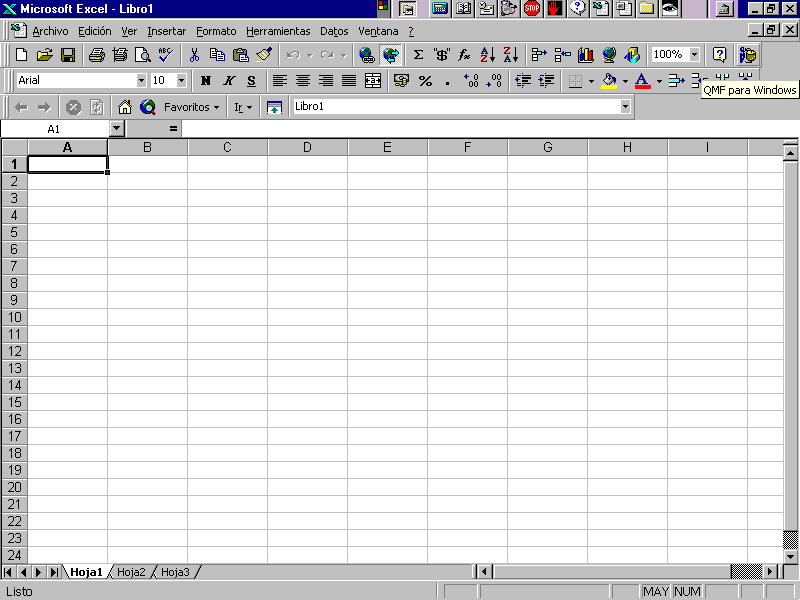 Microsoft Excel - Libro1
STOP
Archivo Edición Ver Insertar Formato Herramientas Datos Ventana ?
100%
Arial 10 N K S
QMF para Windows
Favoritos Ir Libro1
A1 =
A B C D E F G H I
1
2
3
4
5
6
7
8
9
10
11
12
13
14
15
16
17
18
19
20
21
22
23
24
Hoja1 Hoja2 Hoja3
Listo MAY NUM